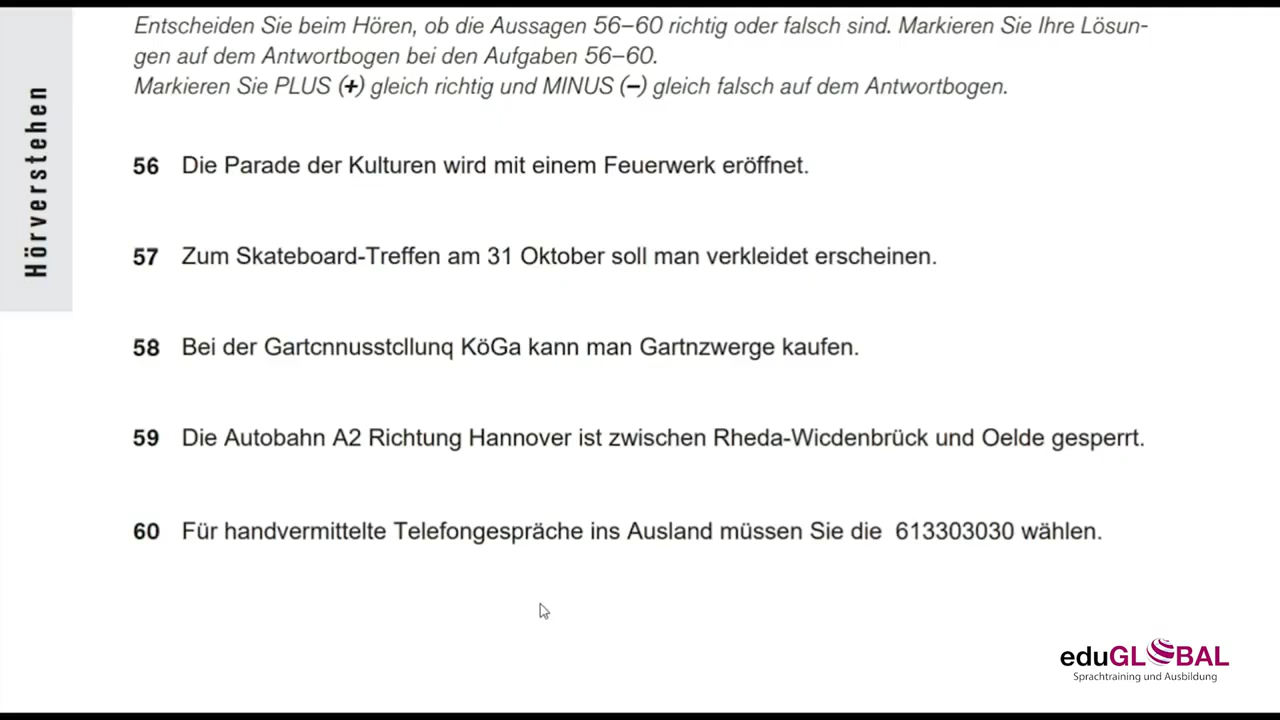 Entscheiden Sie beim Hören, ob die Aussagen 56–60 richtig oder falsch sind. Markieren Sie Ihre Lösun-
gen auf dem Antwortbogen bei den Aufgaben 56–60.
Markieren Sie PLUS (+) gleich richtig und MINUS (–) gleich falsch auf dem Antwortbogen.
Hörverstehen
56 Die Parade der Kulturen wird mit einem Feuerwerk eröffnet.
57 Zum Skateboard-Treffen am 31 Oktober soll man verkleidet erscheinen.
58 Bei der Gartcnnusstcllunq KöGa kann man Gartnzwerge kaufen.
59 Die Autobahn A2 Richtung Hannover ist zwischen Rheda-Wicdenbrück und Oelde gesperrt.
60 Für handvermittelte Telefongespräche ins Ausland müssen Sie die 613303030 wählen.
eduGLOBAL
Sprachtraining und Ausbildung